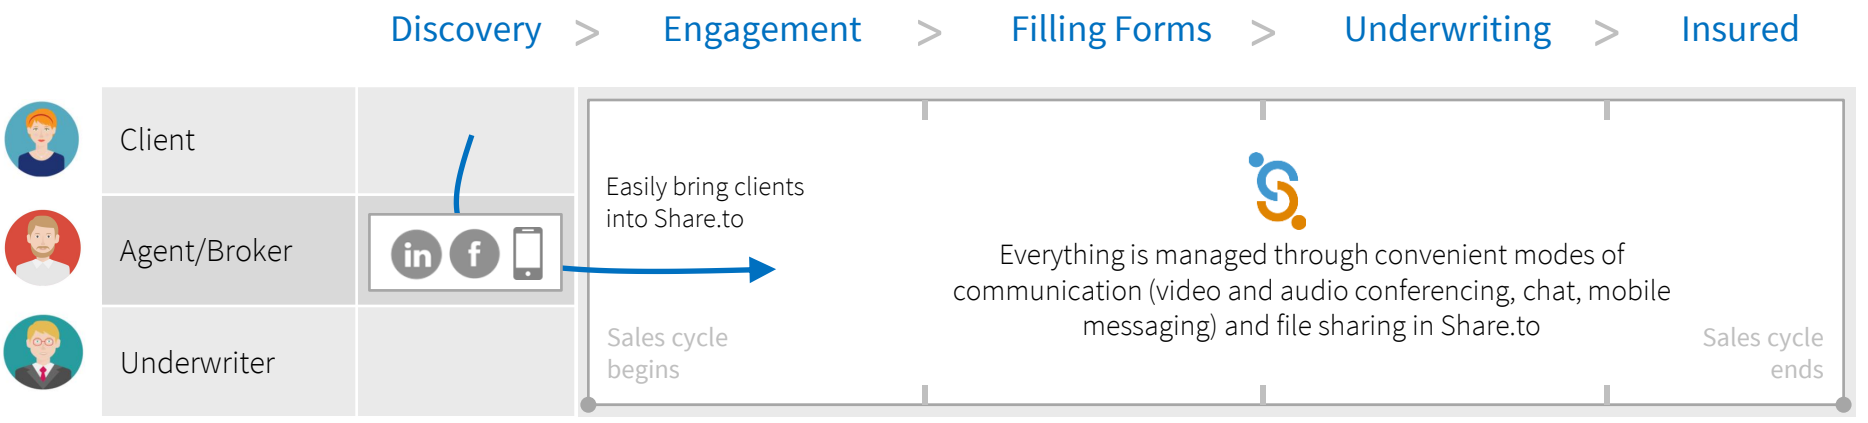 Discovery > Engagement > Filling Forms > Underwriting > Insured
Client
Agent/Broker
in f
Underwriter
Easily bring clients
into Share.to
Sales cycle
begins
Everything is managed through convenient modes of
communication (video and audio conferencing, chat, mobile
messaging) and file sharing in Share.to
Sales cycle
ends